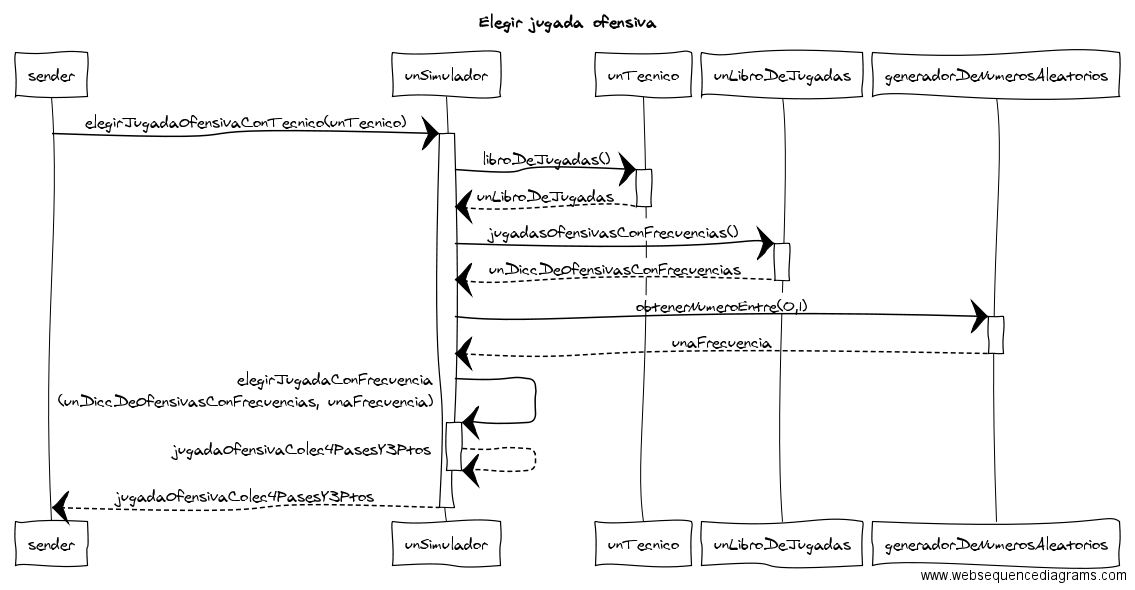 Elegir jugada ofensiva
sender
unSimulador
unTecnico
unLibroDeJugadas
generadorDeNumerosAleatorios
elegirJugadaOfensivaConTecnico(unTecnico)
libroDeJugadas()
unLibroDeJugadas
jugadasOfensivasConFrecuencias()
unDiccDeOfensivasConFrecuencias
obtenerNumeroEntre(0,1)
unaFrecuencia
elegirJugadaConFrecuencia
(unDiccDeOfensivasConFrecuencias, unaFrecuencia)
jugadaOfensivaColec4PasesY3Ptos
jugadaOfensivaColec4PasesY3Ptos
sender
unSimulador
unTecnico
unLibroDeJugadas
generadorDeNumerosAleatorios
www.websequencediagrams.com